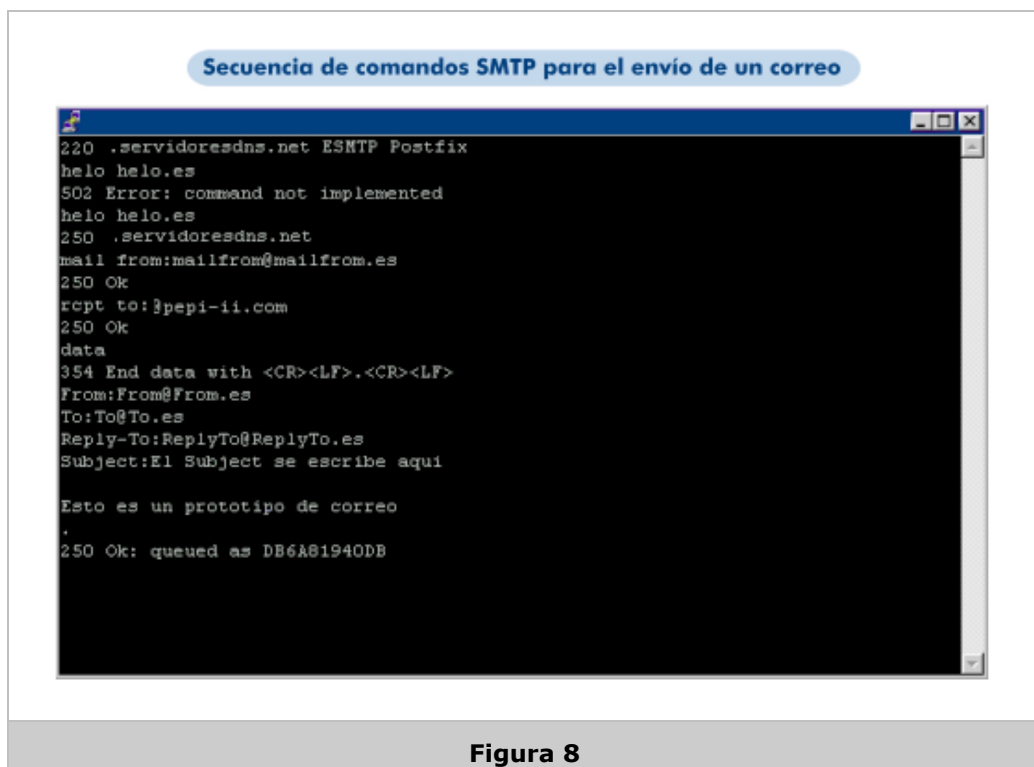 Secuencia de comandos SMTP para el envío de un correo
220 .servidoresdns.net ESMTP Postfix
helo helo.es
502 Error: command not implemented
helo helo.es
250 .servidoresdns.net
mail from:mailfrom@mailfrom.es
250 Ok
rcpt to:@pepi-ii.com
250 Ok
data
354 End data with <CR><LF>.<CR><LF>
From:From@From.es
To:To@To.es
Reply-To:ReplyTo@ReplyTo.es
Subject:El Subject se escribe aqui
Esto es un prototipo de correo
.
250 Ok: queued as DB6A81940DB
Figura 8